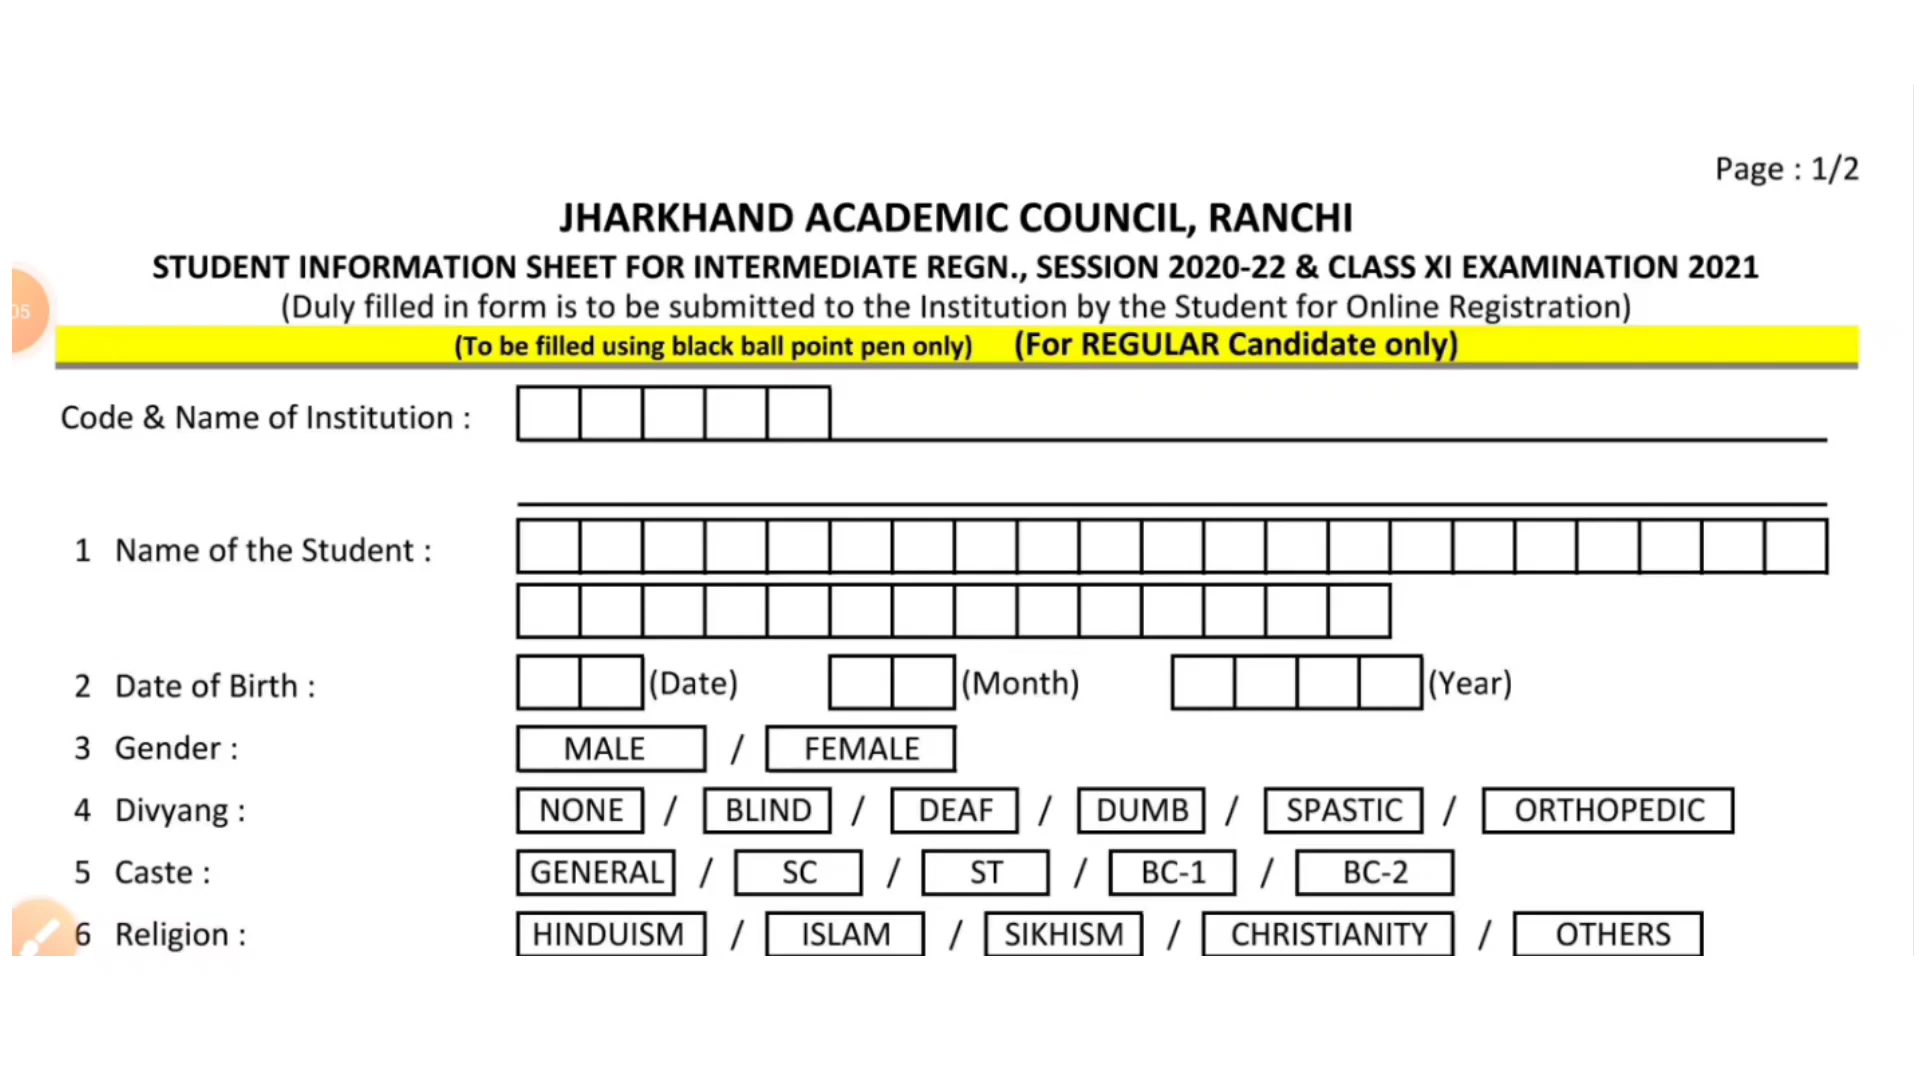 Page : 1/2
JHARKHAND ACADEMIC COUNCIL, RANCHI
STUDENT INFORMATION SHEET FOR INTERMEDIATE REGN., SESSION 2020-22 & CLASS XI EXAMINATION 2021
(Duly filled in form is to be submitted to the Institution by the Student for Online Registration)
05
(To be filled using black ball point pen only) (For REGULAR Candidate only)
Code & Name of Institution :
1 Name of the Student :
2 Date of Birth : (Date) (Month) (Year)
3 Gender : MALE / FEMALE
4 Divyang : NONE / BLIND / DEAF / DUMB / SPASTIC / ORTHOPEDIC
5 Caste : GENERAL / SC / ST / BC-1 / BC-2
6 Religion : HINDUISM / ISLAM / SIKHISM / CHRISTIANITY / OTHERS